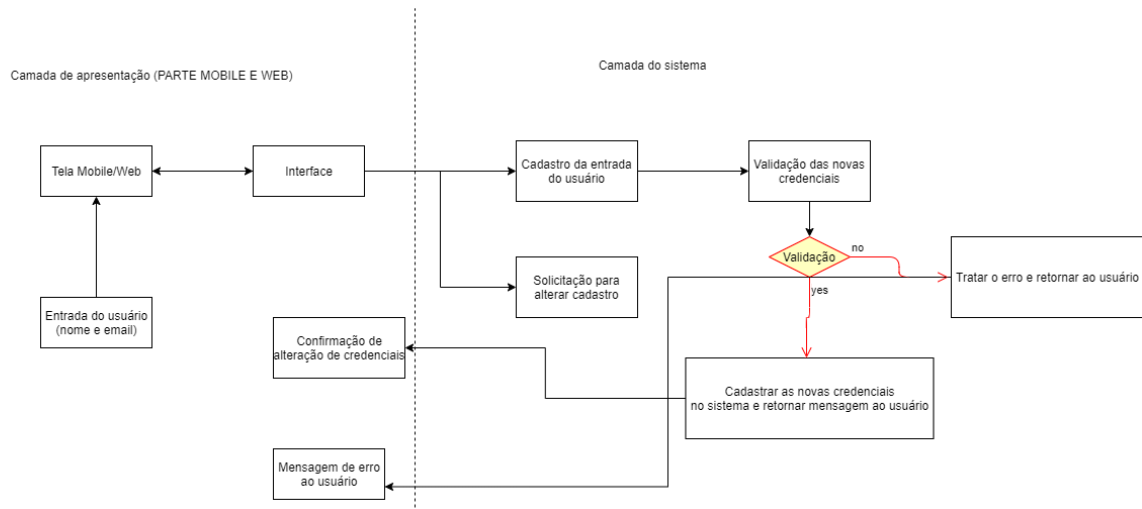 Camada de apresentação (PARTE MOBILE E WEB)
Camada do sistema
Tela Mobile/Web
Interface
Cadastro da entrada
do usuário
Validação das novas
credenciais
Validação
no
yes
Tratar o erro e retornar ao usuário
Solicitação para
alterar cadastro
Entrada do usuário
(nome e email)
Confirmação de
alteração de credenciais
Cadastrar as novas credenciais
no sistema e retornar mensagem ao usuário
Mensagem de erro
ao usuário